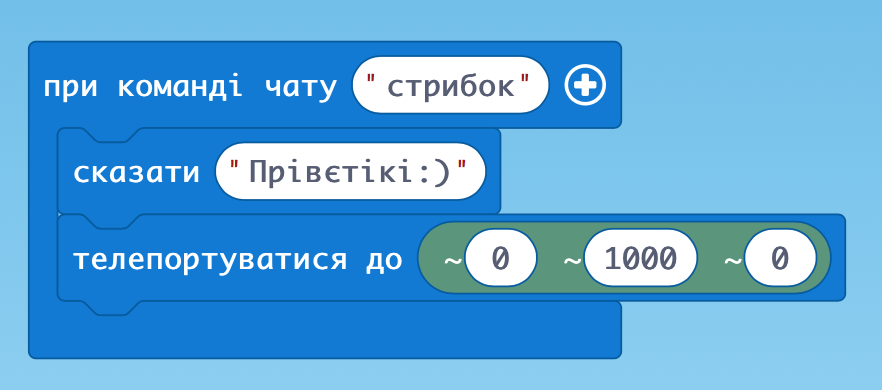 при команді чату "стрибок"
сказати "Прівєтікі:)"
телепортуватися до ~0 ~1000 ~0